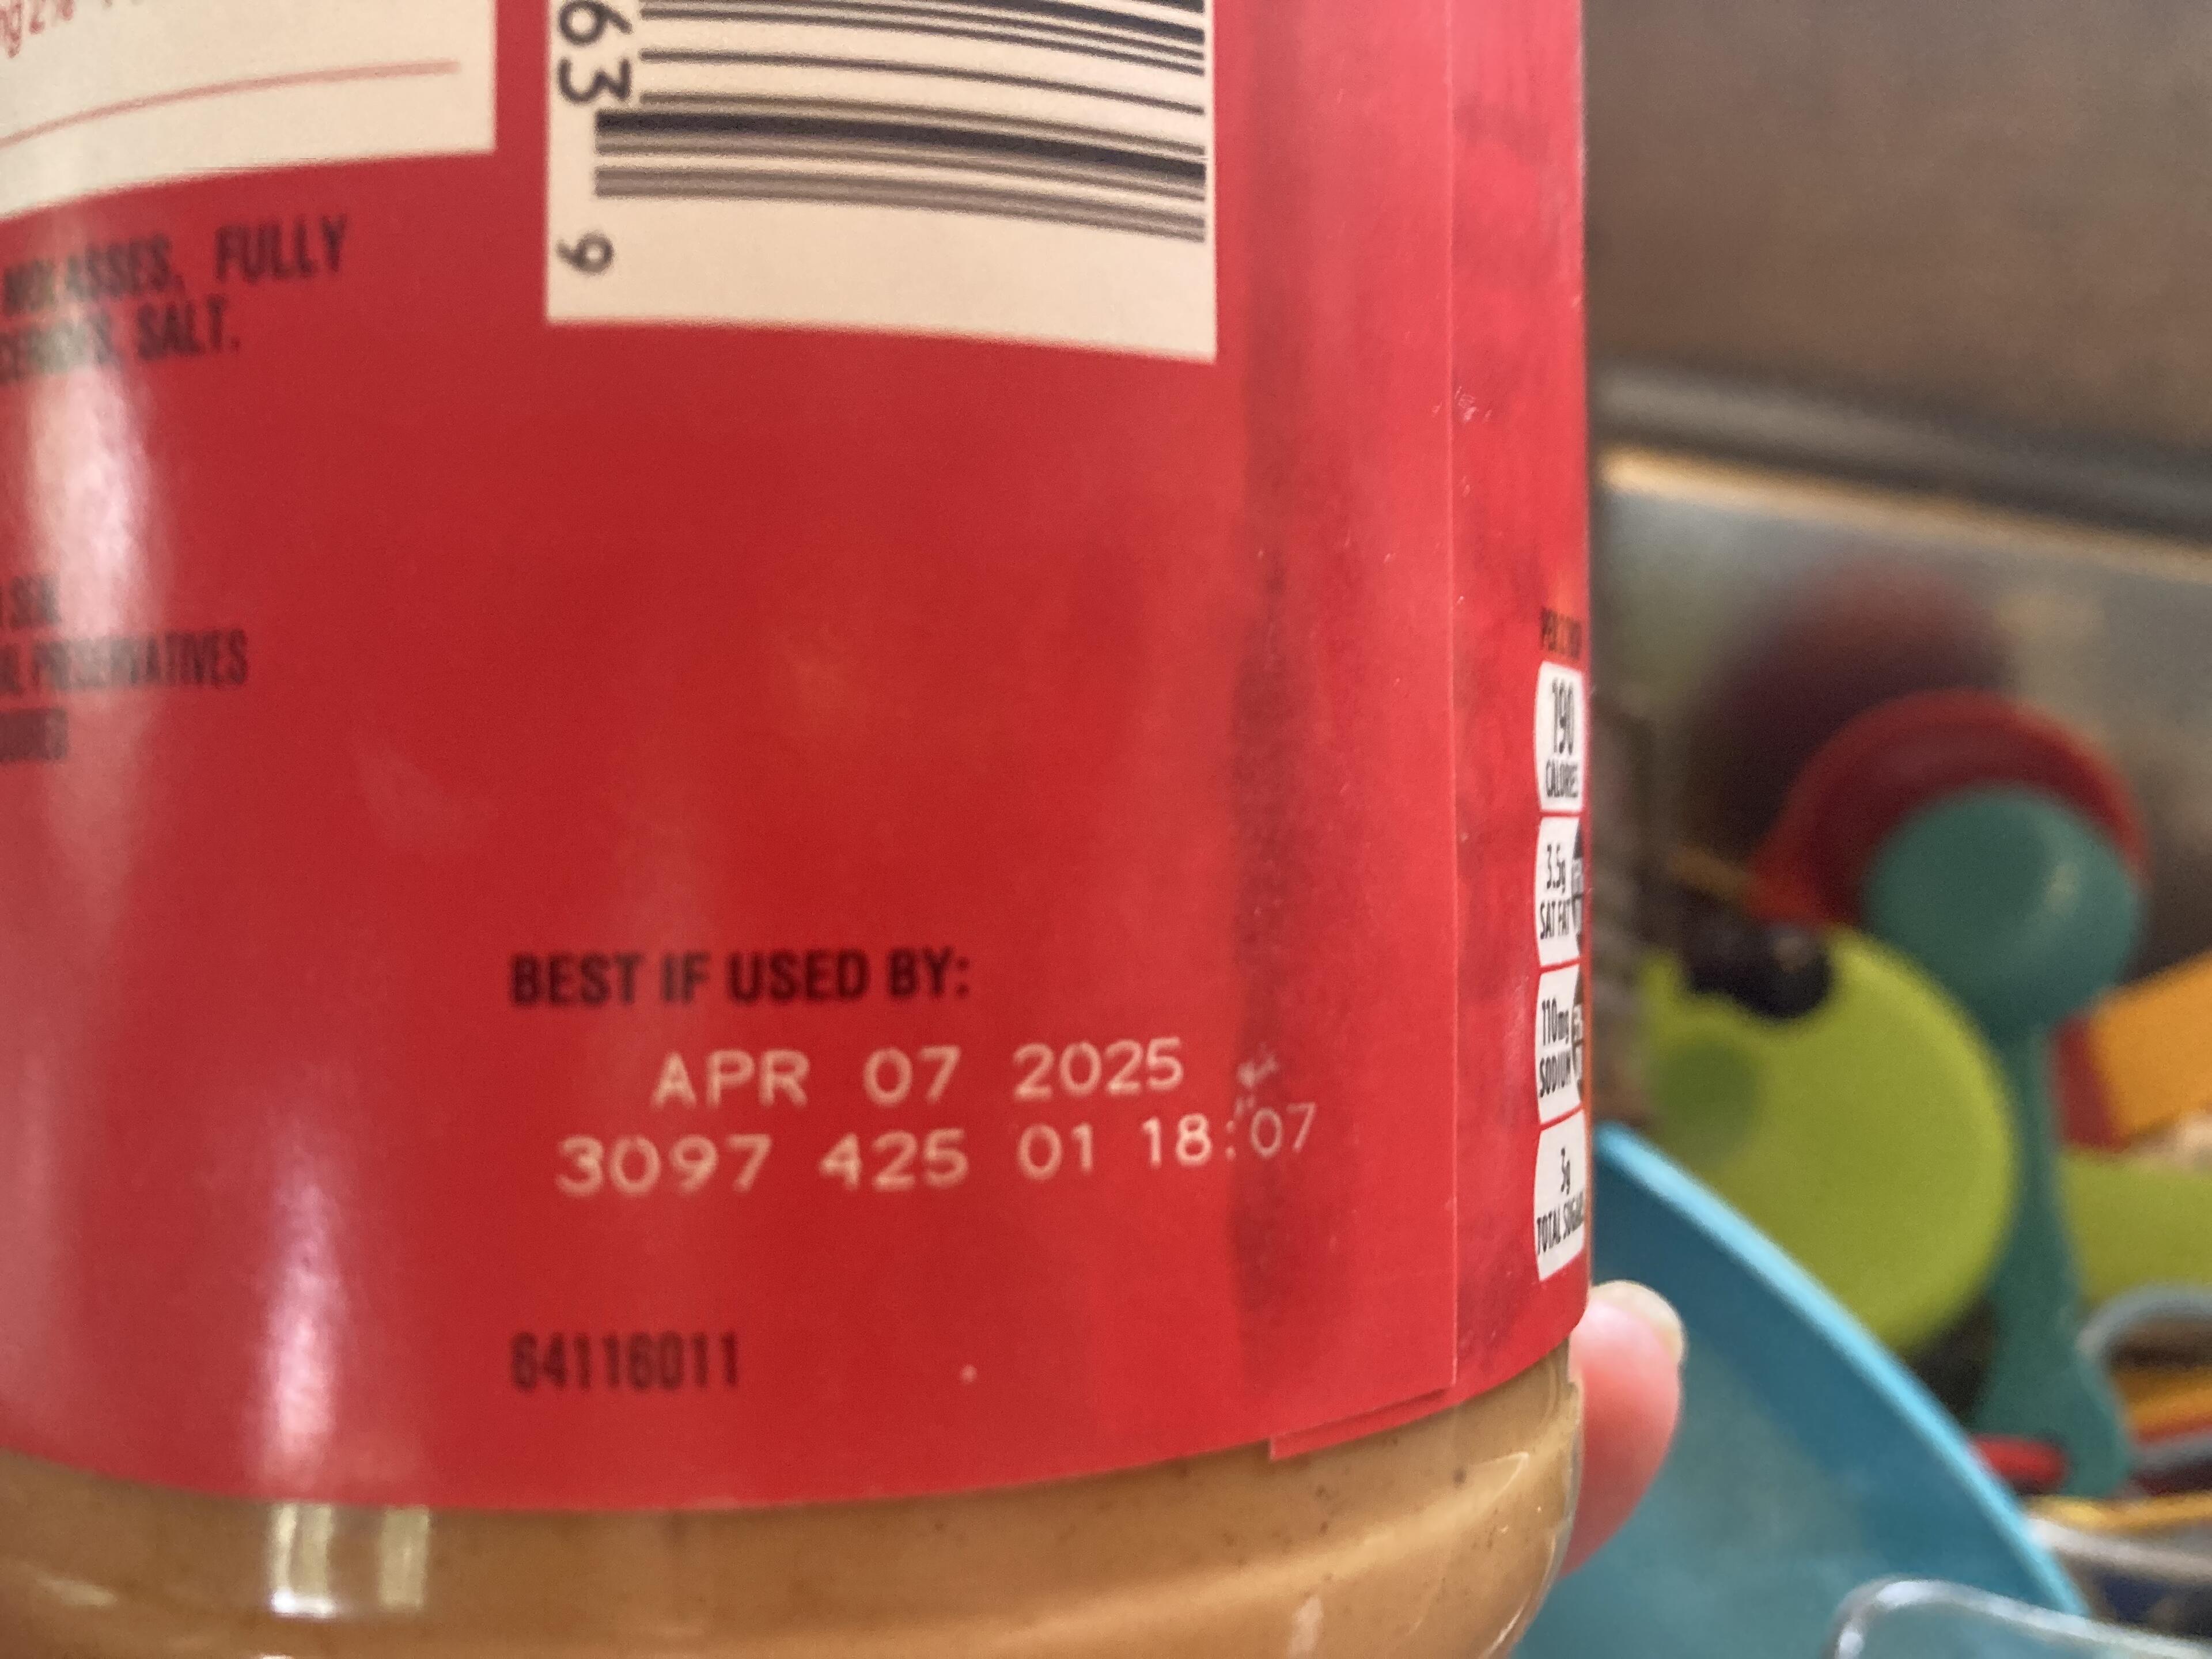 63
9
MOLASSES, FULLY
SALT.
PRESERVATIVES
190
CALORIES
3.5g
SAT FAT
110mg
SODIUM
3g
TOTAL
BEST IF USED BY:
APR 07 2025
3097 425 01 18:07
64116011